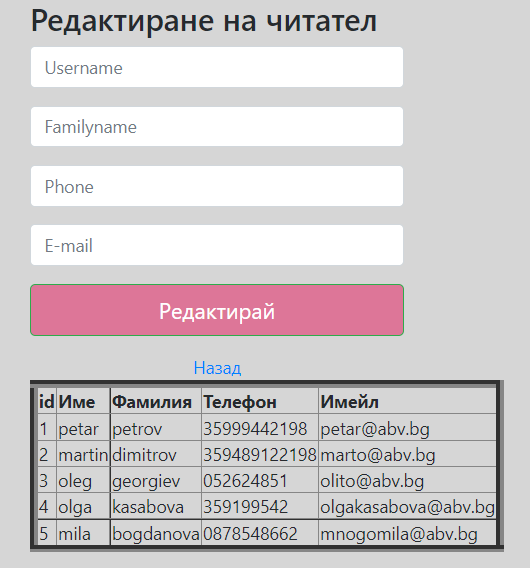 Редактиране на читател
Username
Familyname
Phone
E-mail
Редактирай
Назад
id Име Фамилия Телефон Имейл
1 petar petrov 35999442198 petar@abv.bg
2 martin dimitrov 359489122198 marto@abv.bg
3 oleg georgiev 052624851 olito@abv.bg
4 olga kasabova 359199542 olgakasabova@abv.bg
5 mila bogdanova 0878548662 mnogomila@abv.bg